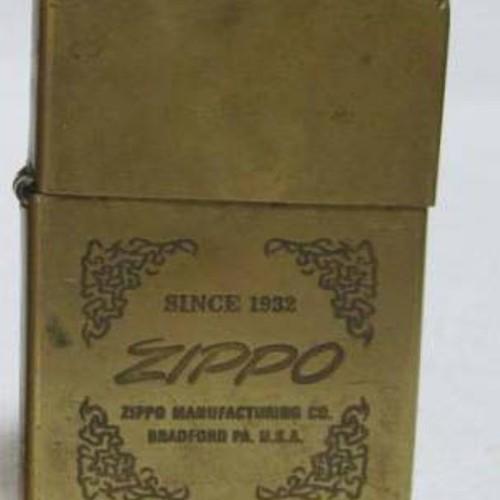 SINCE 1932
ZIPPO
ZIPPO MANUFACTURING CO.
BRADFORD PA. U.S.A.